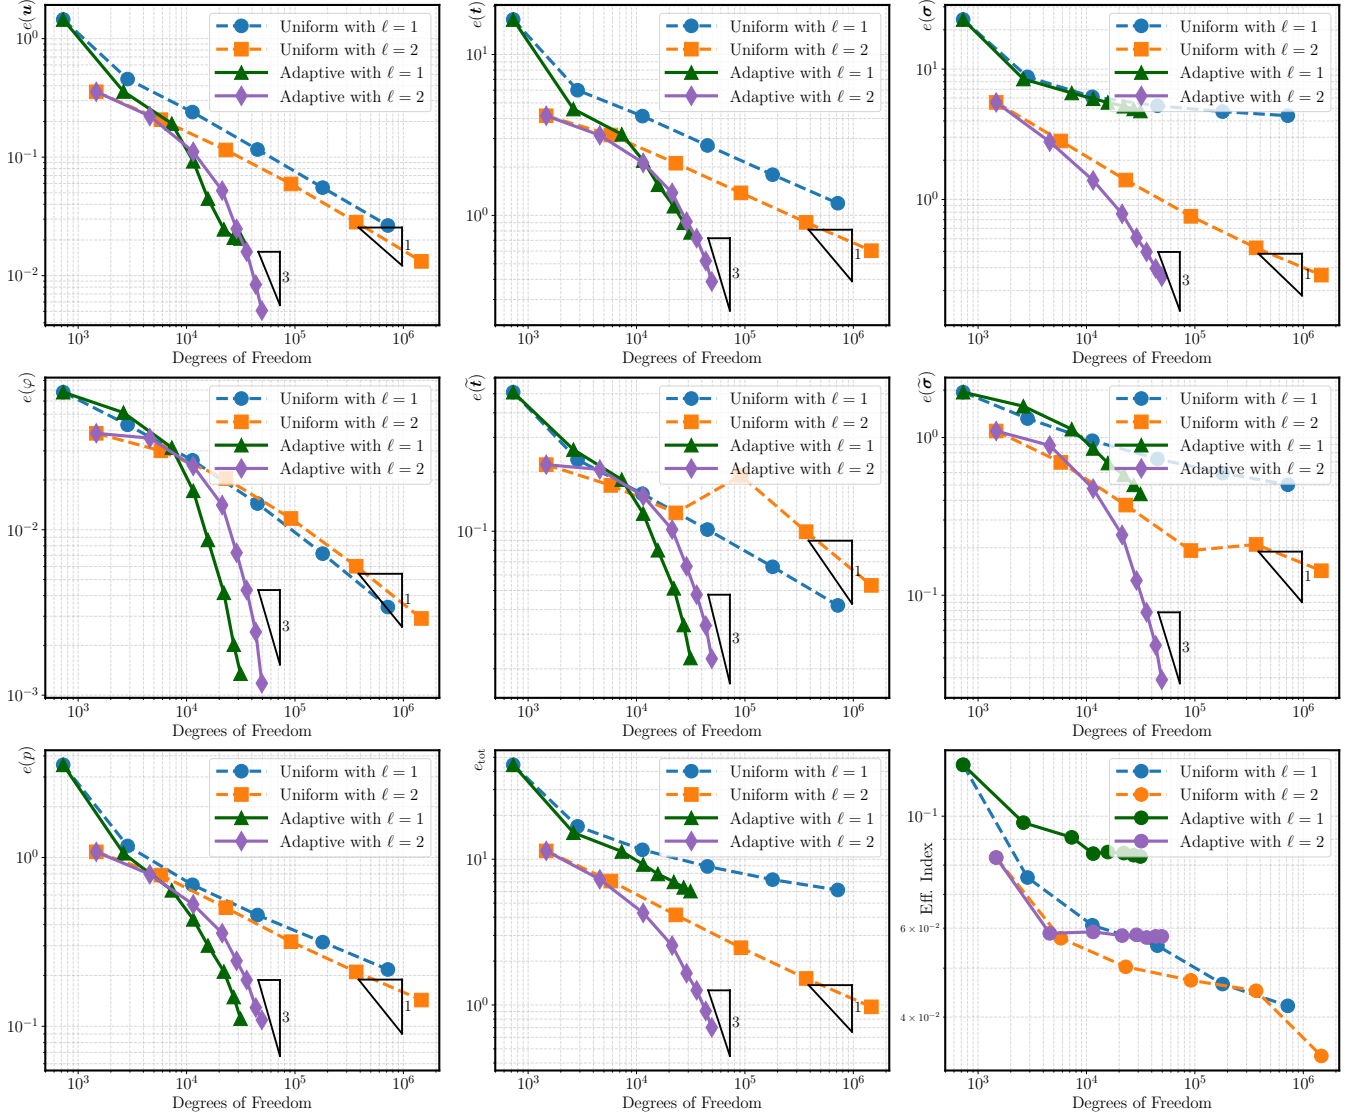 e(u)
10⁰
10⁻¹
10⁻²
Uniform with ℓ = 1
Uniform with ℓ = 2
Adaptive with ℓ = 1
Adaptive with ℓ = 2
1
3
10³ 10⁴ 10⁵ 10⁶
Degrees of Freedom
e(t)
10¹
10⁰
Uniform with ℓ = 1
Uniform with ℓ = 2
Adaptive with ℓ = 1
Adaptive with ℓ = 2
1
3
10³ 10⁴ 10⁵ 10⁶
Degrees of Freedom
e(σ)
10¹
10⁰
Uniform with ℓ = 1
Uniform with ℓ = 2
Adaptive with ℓ = 1
Adaptive with ℓ = 2
1
3
10³ 10⁴ 10⁵ 10⁶
Degrees of Freedom
e(φ)
10⁻²
10⁻³
Uniform with ℓ = 1
Uniform with ℓ = 2
Adaptive with ℓ = 1
Adaptive with ℓ = 2
1
3
10³ 10⁴ 10⁵ 10⁶
Degrees of Freedom
e(t̃)
10⁻¹
Uniform with ℓ = 1
Uniform with ℓ = 2
Adaptive with ℓ = 1
Adaptive with ℓ = 2
1
3
10³ 10⁴ 10⁵ 10⁶
Degrees of Freedom
e(σ̃)
10⁰
10⁻¹
Uniform with ℓ = 1
Uniform with ℓ = 2
Adaptive with ℓ = 1
Adaptive with ℓ = 2
1
3
10³ 10⁴ 10⁵ 10⁶
Degrees of Freedom
e(p)
10⁰
10⁻¹
Uniform with ℓ = 1
Uniform with ℓ = 2
Adaptive with ℓ = 1
Adaptive with ℓ = 2
1
3
10³ 10⁴ 10⁵ 10⁶
Degrees of Freedom
e_tot
10¹
10⁰
Uniform with ℓ = 1
Uniform with ℓ = 2
Adaptive with ℓ = 1
Adaptive with ℓ = 2
1
3
10³ 10⁴ 10⁵ 10⁶
Degrees of Freedom
Eff. Index
10⁻¹
6 × 10⁻²
4 × 10⁻²
Uniform with ℓ = 1
Uniform with ℓ = 2
Adaptive with ℓ = 1
Adaptive with ℓ = 2
10³ 10⁴ 10⁵ 10⁶
Degrees of Freedom